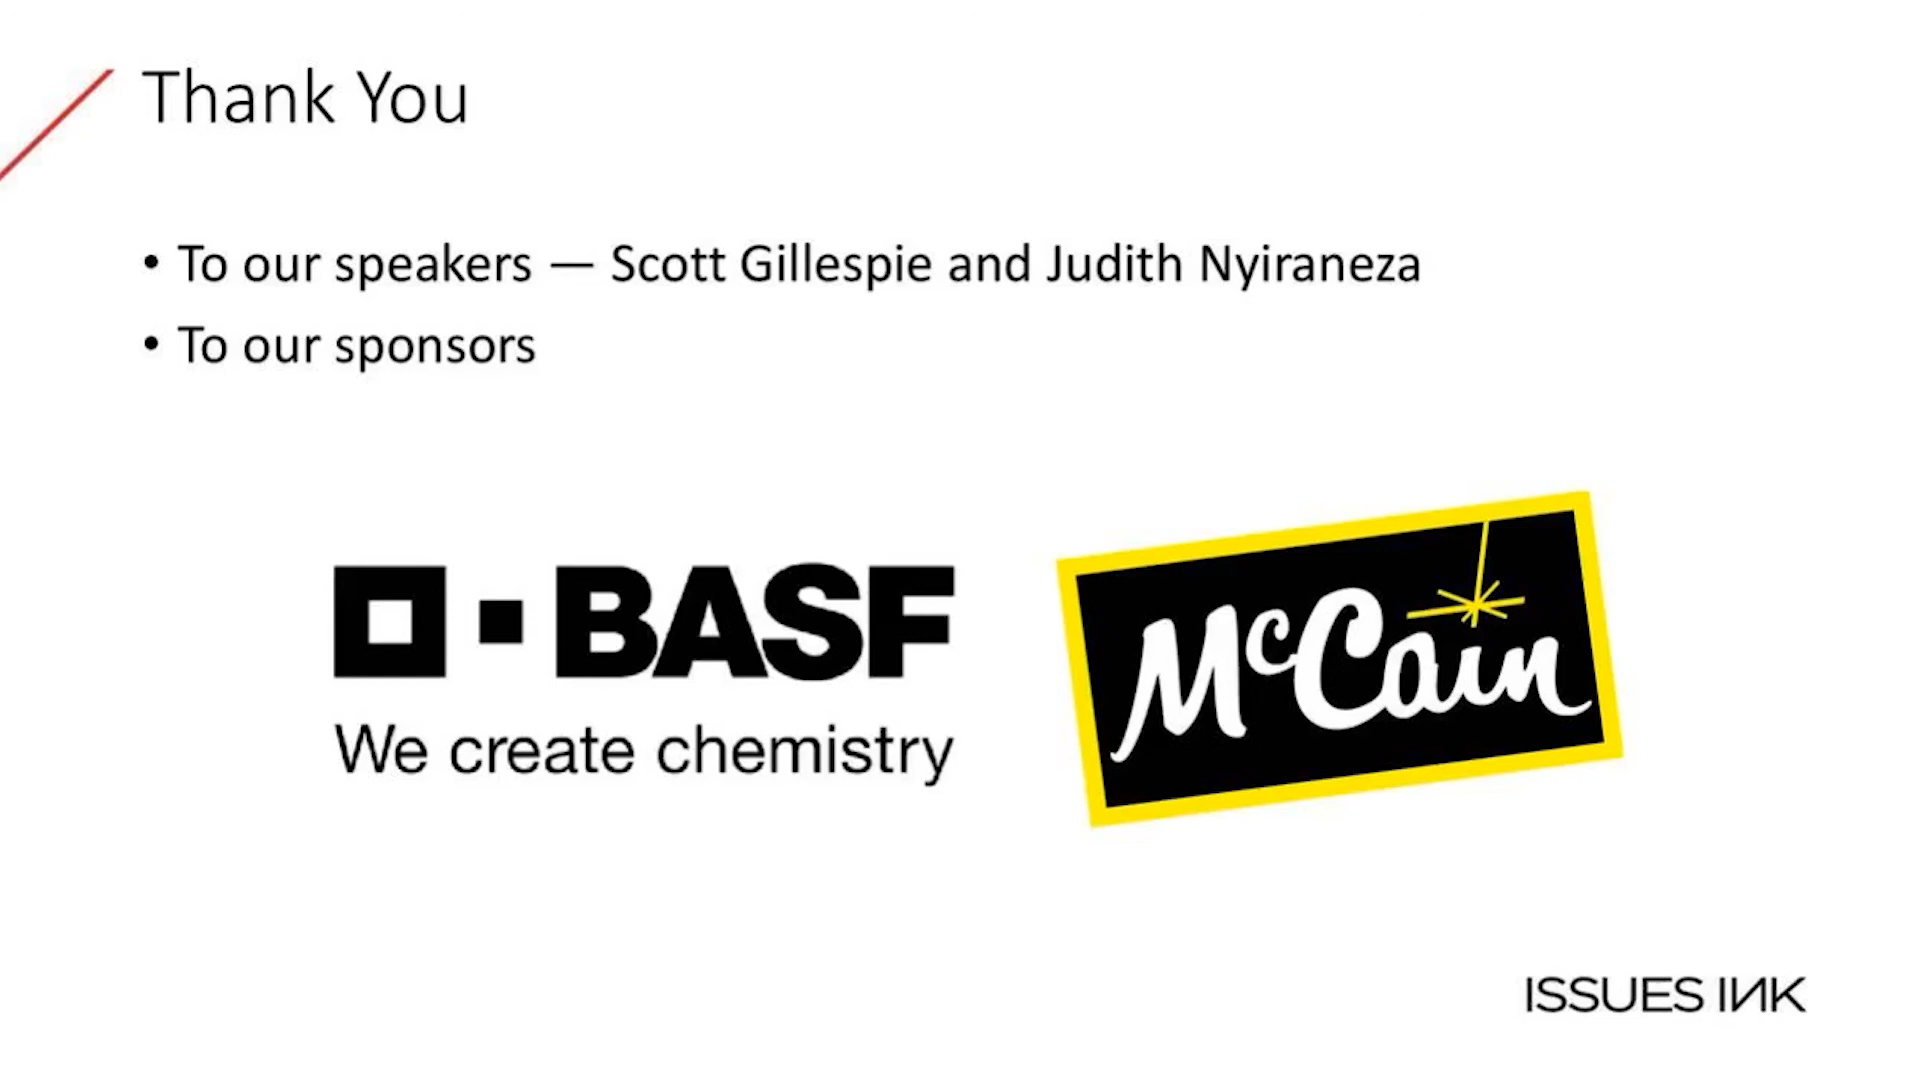 Thank You
• To our speakers — Scott Gillespie and Judith Nyiraneza
• To our sponsors
BASF
We create chemistry
McCain
ISSUES INK